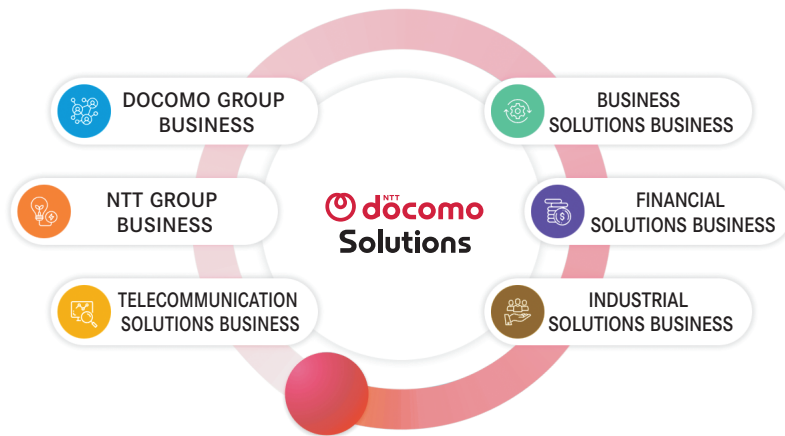 DOCOMO GROUP
BUSINESS
NTT GROUP
BUSINESS
TELECOMMUNICATION
SOLUTIONS BUSINESS
NTT
döcomo
Solutions
BUSINESS
SOLUTIONS BUSINESS
FINANCIAL
SOLUTIONS BUSINESS
INDUSTRIAL
SOLUTIONS BUSINESS